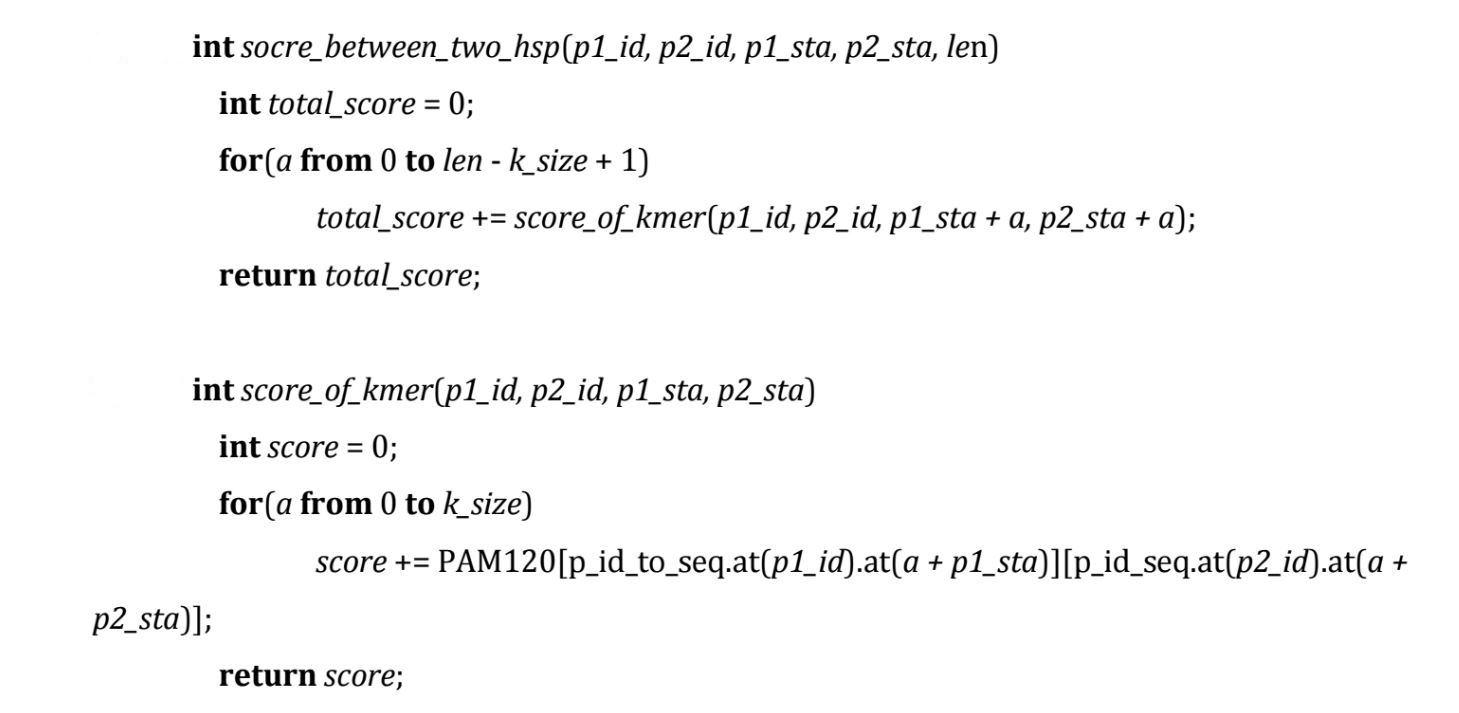 int socre_between_two_hsp(p1_id, p2_id, p1_sta, p2_sta, len)
int total_score = 0;
for(a from 0 to len - k_size + 1)
total_score += score_of_kmer(p1_id, p2_id, p1_sta + a, p2_sta + a);
return total_score;
int score_of_kmer(p1_id, p2_id, p1_sta, p2_sta)
int score = 0;
for(a from 0 to k_size)
score += PAM120[p_id_to_seq.at(p1_id).at(a + p1_sta)][p_id_seq.at(p2_id).at(a +
p2_sta)];
return score;